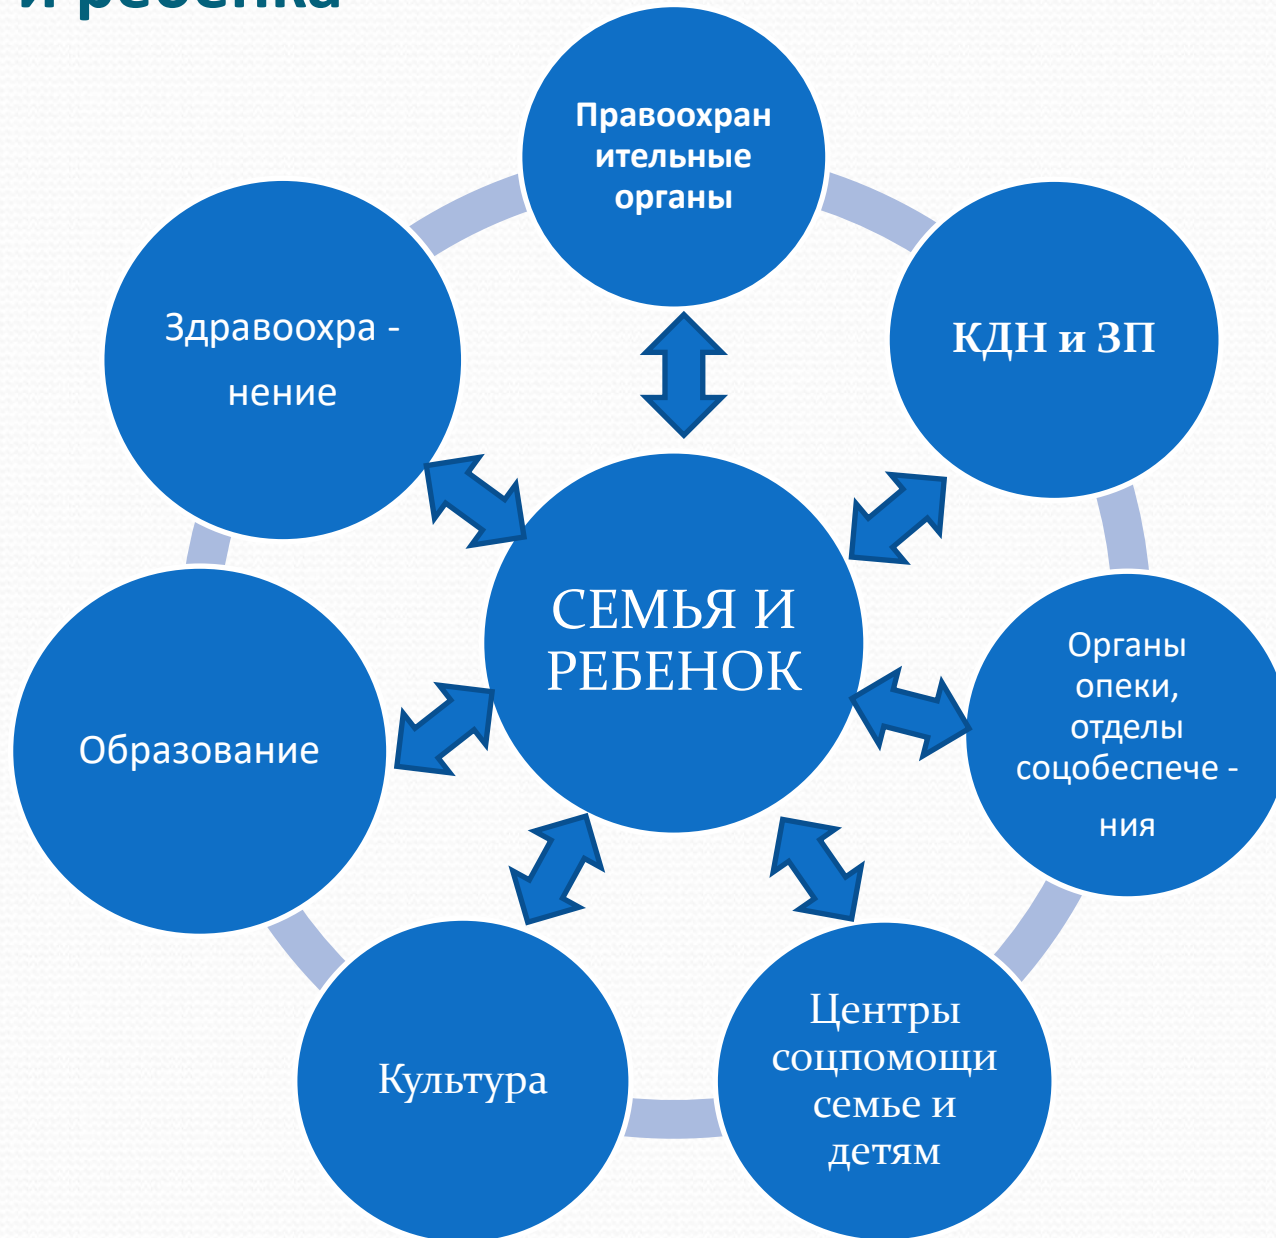 и ребенка
Правоохран
ительные
органы
КДН и ЗП
Здравоохра -
нение
СЕМЬЯ И
РЕБЕНОК
Органы
опеки,
отделы
соцобеспече -
ния
Образование
Центры
соцпомощи
семье и
детям
Культура